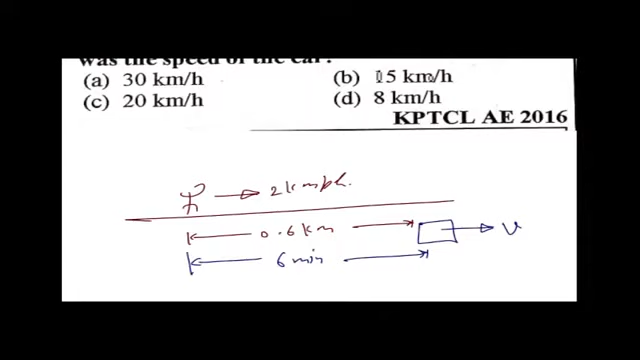 was the speed of the car ?
(a) 30 km/h (b) 15 km/h
(c) 20 km/h (d) 8 km/h
KPTCL AE 2016
2 kmph.
0.6 km
v
6 min